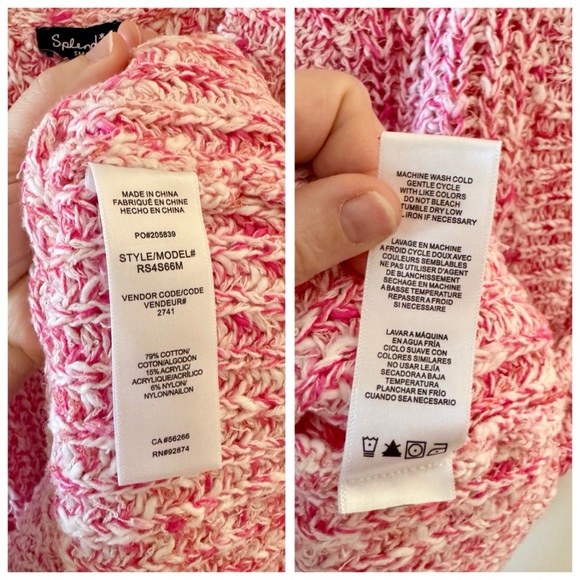 Splend
MADE IN CHINA
FABRIQUÉ EN CHINE
HECHO EN CHINE
PO#205839
STYLE/MODEL#
RS4S66M
VENDOR CODE/CODE
VENDEUR#
2741
79% COTTON/
COTON/ALGODÓN
15% ACRYLIC/
ACRYLIQUE/ACRÍLICO
6% NYLON/
NYLON/NAILON
CA#56266
RN#92874
MACHINE WASH COLD
GENTLE CYCLE
WITH LIKE COLORS
DO NOT BLEACH
TUMBLE DRY LOW
IRON IF NECESSARY
LAVAGE EN MACHINE
A FROID CYCLE DOUX AVEC
COULEURS SEMBLABLES
NE PAS UTILISER D'AGENT
DE BLANCHISSEMENT
SECHAGE EN MACHINE
A BASSE TEMPERATURE
REPASSER A FROID
SI NECESSAIRE
LAVAR A MÁQUINA
EN AGUA FRÍA
CICLO SUAVE CON
COLORES SIMILARES
NO USAR LEJÍA
SECADORA A BAJA
TEMPERATURA
PLANCHAR EN FRIO
CUANDO SEA NECESARIO